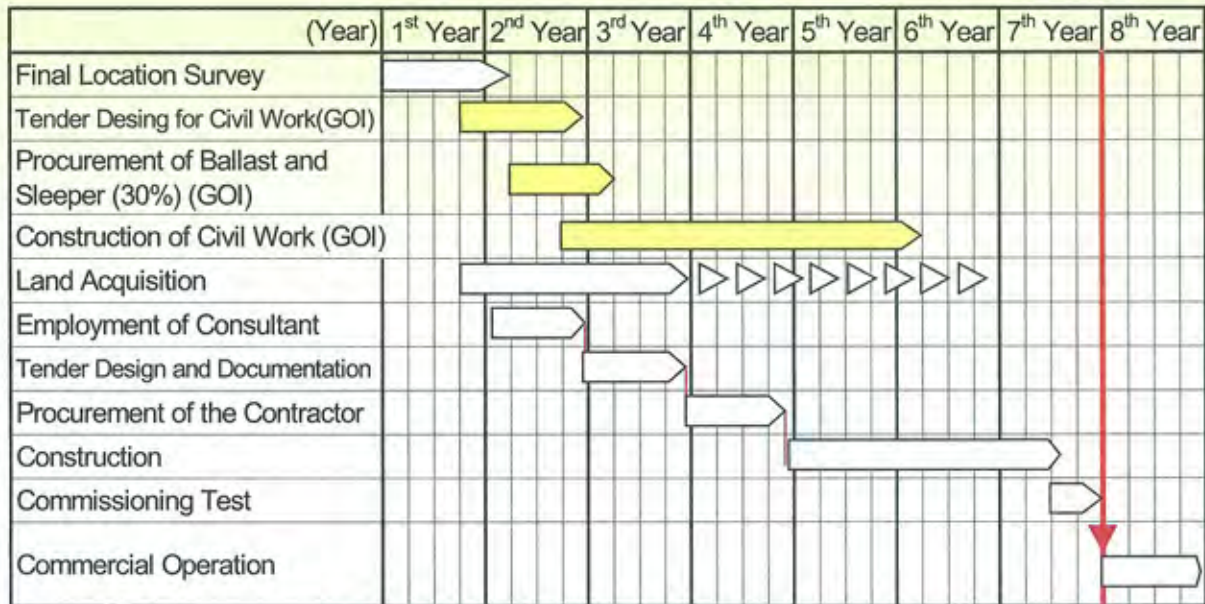 (Year) 1st Year 2nd Year 3rd Year 4th Year 5th Year 6th Year 7th Year 8th Year
Final Location Survey
Tender Desing for Civil Work(GOI)
Procurement of Ballast and
Sleeper (30%) (GOI)
Construction of Civil Work (GOI)
Land Acquisition
Employment of Consultant
Tender Design and Documentation
Procurement of the Contractor
Construction
Commissioning Test
Commercial Operation